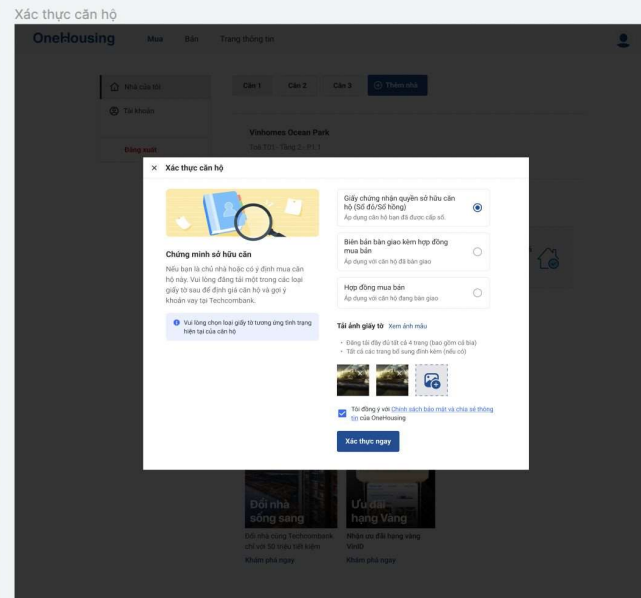 Xác thực căn hộ
OneHousing
Mua
Bán
Trang thông tin
Nhà của tôi
Tài khoản
Đăng xuất
Căn 1
Căn 2
Căn 3
Thêm nhà
Vinhomes Ocean Park
Toà T01- Tầng 2- P1.1
× Xác thực căn hộ
Chứng minh sở hữu căn
Nếu bạn là chủ nhà hoặc có ý định mua căn
hộ này. Vui lòng đăng tải một trong các loại
giấy tờ sau để định giá căn hộ và gợi ý
khoản vay tại Techcombank.
Vui lòng chọn loại giấy tờ tương ứng tình trạng
hiện tại của căn hộ
Giấy chứng nhận quyền sở hữu căn
hộ (Sổ đỏ/Sổ hồng)
Áp dụng căn hộ bạn đã được cấp sổ.
Biên bản bàn giao kèm hợp đồng
mua bán
Áp dụng với căn hộ đã bàn giao
Hợp đồng mua bán
Áp dụng với căn hộ đang bàn giao
Tải ảnh giấy tờ Xem ảnh mẫu
• Đăng tải đầy đủ tất cả 4 trang (bao gồm cả bìa)
• Tất cả các trang bổ sung đính kèm (nếu có)
Tôi đồng ý với Chính sách bảo mật và chia sẻ thông
tin của OneHousing
Xác thực ngay
Đổi nhà
sống sang
Đổi nhà cùng Techcombank
chỉ với 50 triệu tiết kiệm
Khám phá ngay
Ưu đãi
hạng Vàng
Nhận ưu đãi hạng vàng
VinID
Khám phá ngay